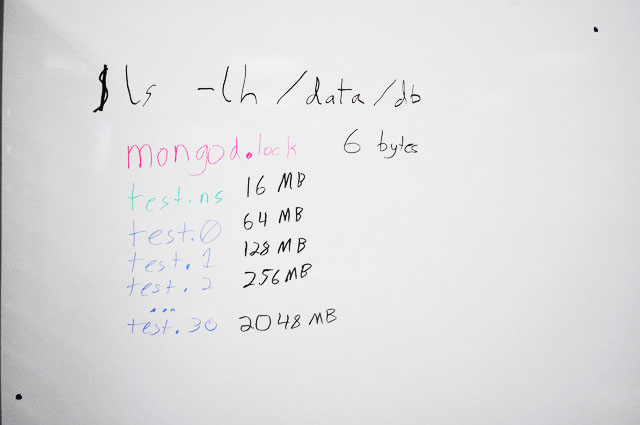 $ ls -lh /data/db
mongod.lock 6 bytes
test.ns 16 MB
test.0 64 MB
test.1 128 MB
test.2 256 MB
...
test.30 2048 MB